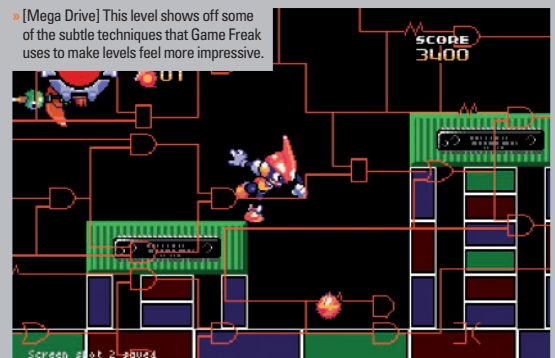 » [Mega Drive] This level shows off some
of the subtle techniques that Game Freak
uses to make levels feel more impressive.
SCORE
01
3400
Screen shot 2 saved